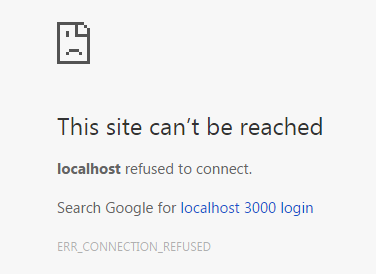 This site can’t be reached
localhost refused to connect.
Search Google for localhost 3000 login
ERR_CONNECTION_REFUSED